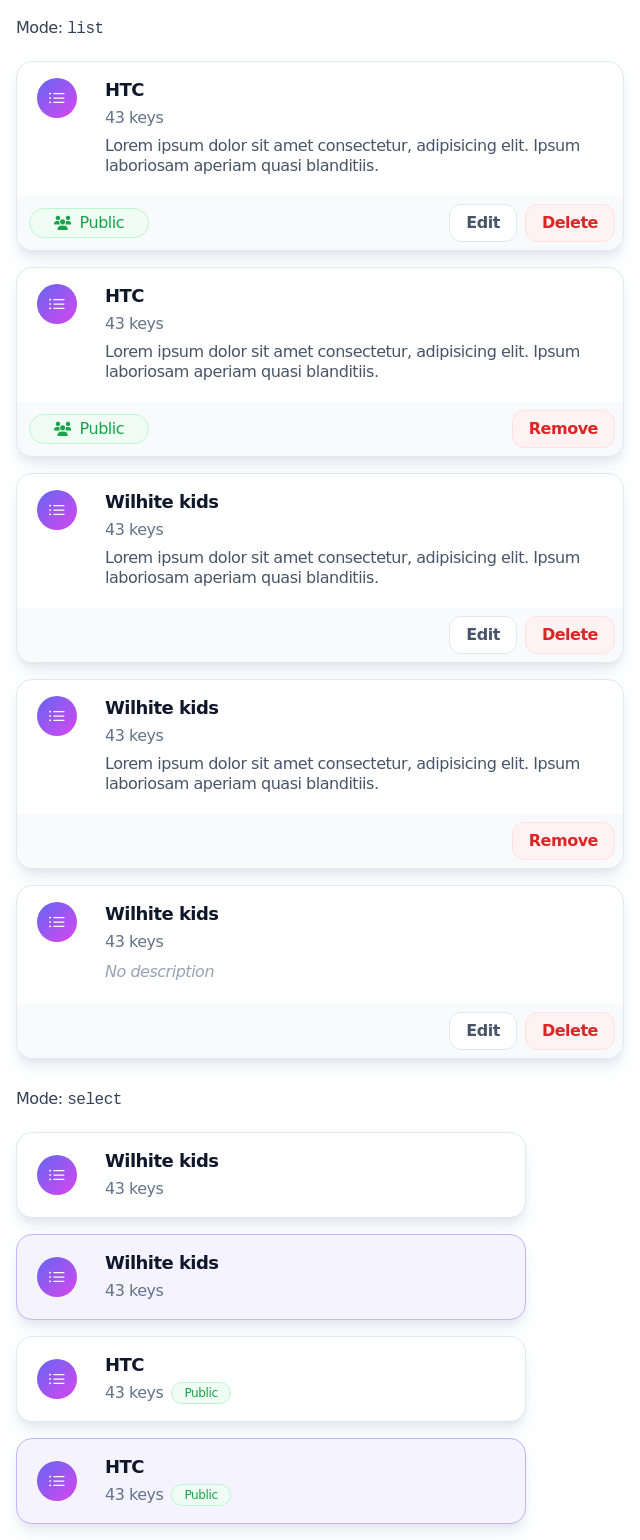 Mode: list
HTC
43 keys
Lorem ipsum dolor sit amet consectetur, adipisicing elit. Ipsum
laboriosam aperiam quasi blanditiis.
Public Edit Delete
HTC
43 keys
Lorem ipsum dolor sit amet consectetur, adipisicing elit. Ipsum
laboriosam aperiam quasi blanditiis.
Public Remove
Wilhite kids
43 keys
Lorem ipsum dolor sit amet consectetur, adipisicing elit. Ipsum
laboriosam aperiam quasi blanditiis.
Edit Delete
Wilhite kids
43 keys
Lorem ipsum dolor sit amet consectetur, adipisicing elit. Ipsum
laboriosam aperiam quasi blanditiis.
Remove
Wilhite kids
43 keys
No description
Edit Delete
Mode: select
Wilhite kids
43 keys
Wilhite kids
43 keys
HTC
43 keys Public
HTC
43 keys Public